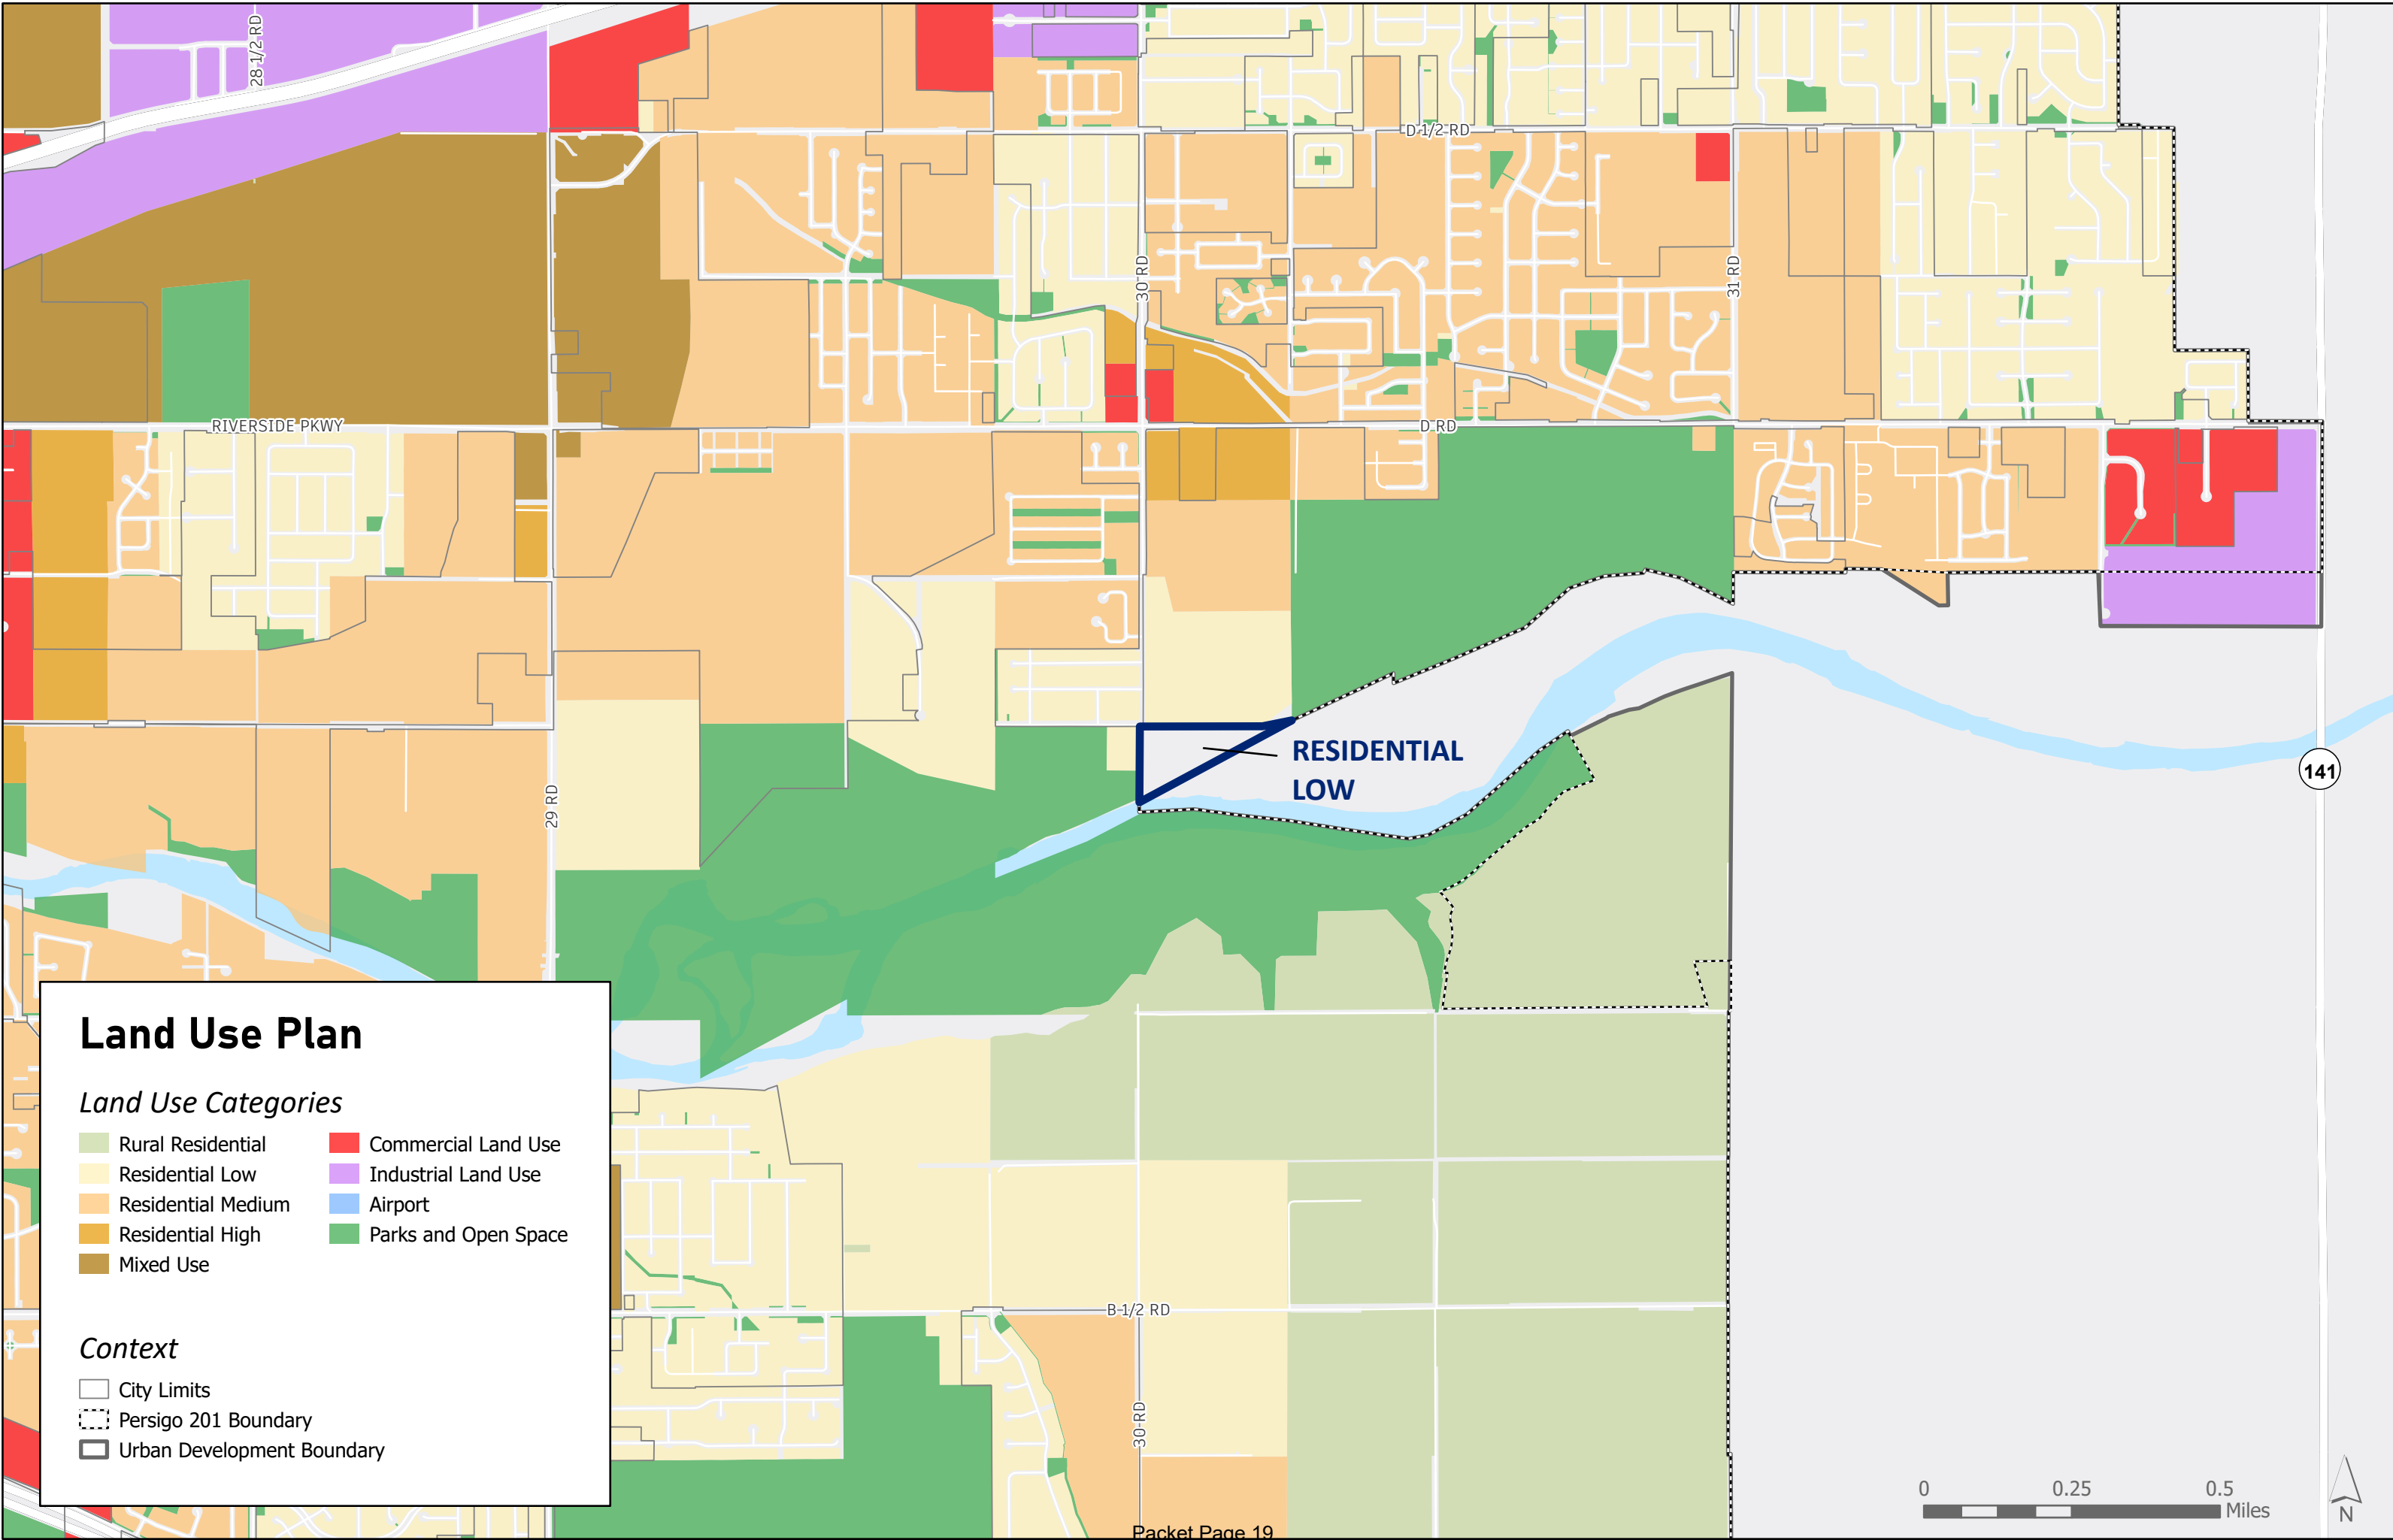 28 1/2 RD
D 1/2 RD
30 RD
31 RD
RIVERSIDE PKWY
D RD
RESIDENTIAL
LOW
141
29 RD
Land Use Plan
Land Use Categories
Rural Residential
Residential Low
Residential Medium
Residential High
Mixed Use
Commercial Land Use
Industrial Land Use
Airport
Parks and Open Space
Context
City Limits
Persigo 201 Boundary
Urban Development Boundary
B 1/2 RD
30 RD
0 0.25 0.5
Miles
N
Packet Page 19